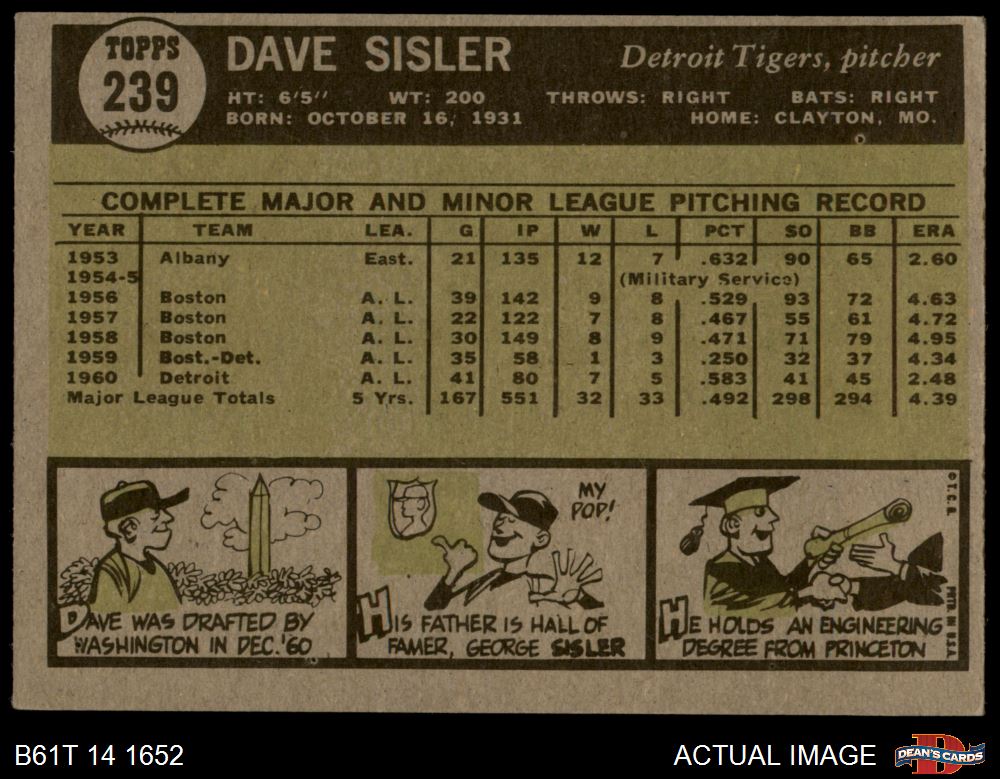 TOPPS
239
DAVE SISLER
Detroit Tigers, pitcher
HT: 6'5" WT: 200 THROWS: RIGHT BATS: RIGHT
BORN: OCTOBER 16, 1931 HOME: CLAYTON, MO.
COMPLETE MAJOR AND MINOR LEAGUE PITCHING RECORD
YEAR TEAM LEA. G IP W L PCT SO BB ERA
1953 Albany East. 21 135 12 7 .632 90 65 2.60
1954-5 (Military Service)
1956 Boston A. L. 39 142 9 8 .529 93 72 4.63
1957 Boston A. L. 22 122 7 8 .467 55 61 4.72
1958 Boston A. L. 30 149 8 9 .471 71 79 4.95
1959 Bost.-Det. A. L. 35 58 1 3 .250 32 37 4.34
1960 Detroit A. L. 41 80 7 5 .583 41 45 2.48
Major League Totals 5 Yrs. 167 551 32 33 .492 298 294 4.39
DAVE WAS DRAFTED BY
WASHINGTON IN DEC. '60
MY
POP!
HIS FATHER IS HALL OF
FAMER, GEORGE SISLER
HE HOLDS AN ENGINEERING
DEGREE FROM PRINCETON
© T.C.G.
PRTD. IN U.S.A.
B61T 14 1652
ACTUAL IMAGE
DEAN'S CARDS